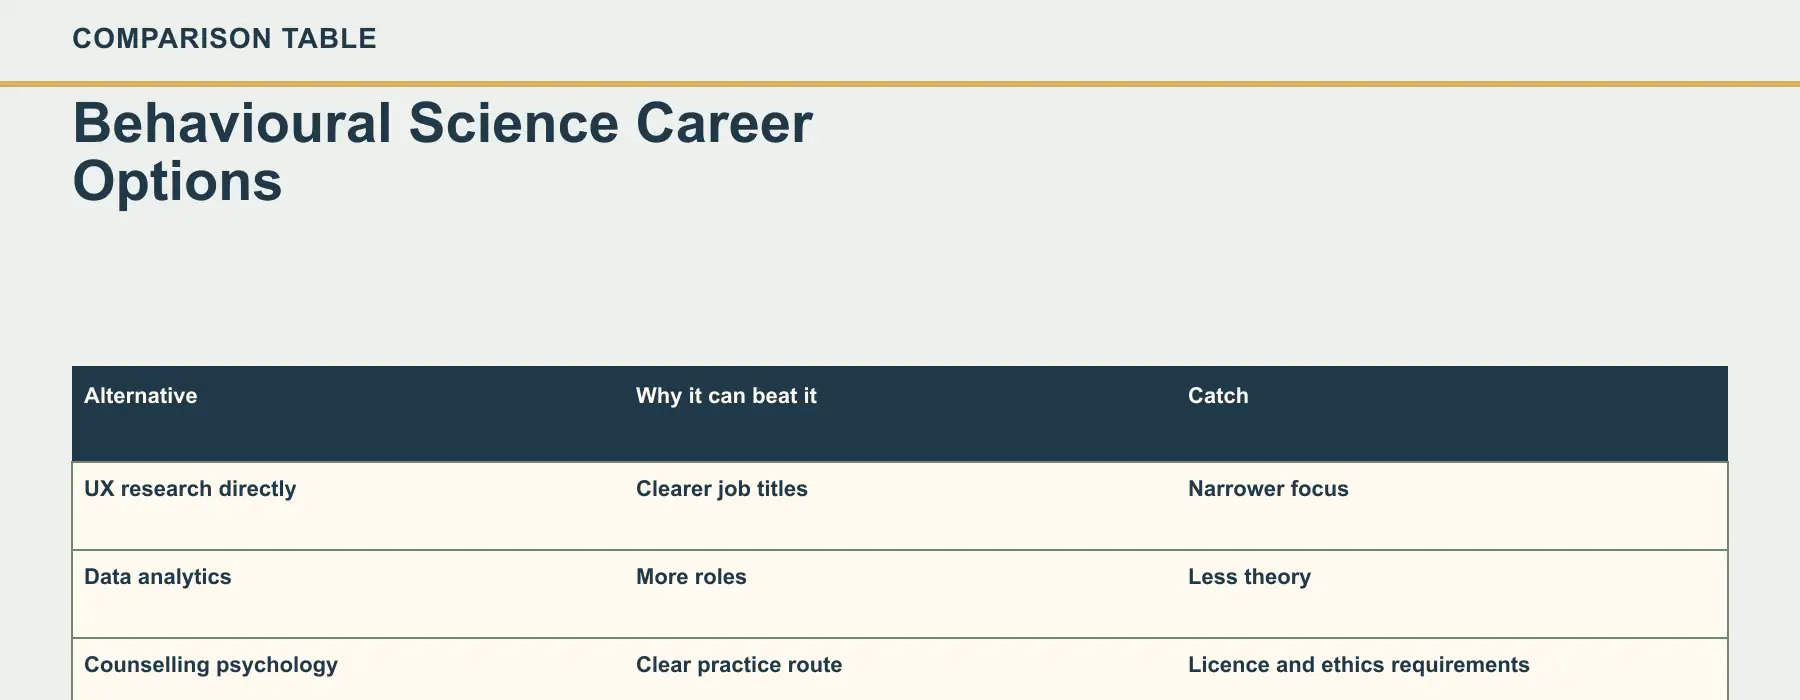 COMPARISON TABLE
Behavioural Science Career
Options
Alternative Why it can beat it Catch
UX research directly Clearer job titles Narrower focus
Data analytics More roles Less theory
Counselling psychology Clear practice route Licence and ethics requirements